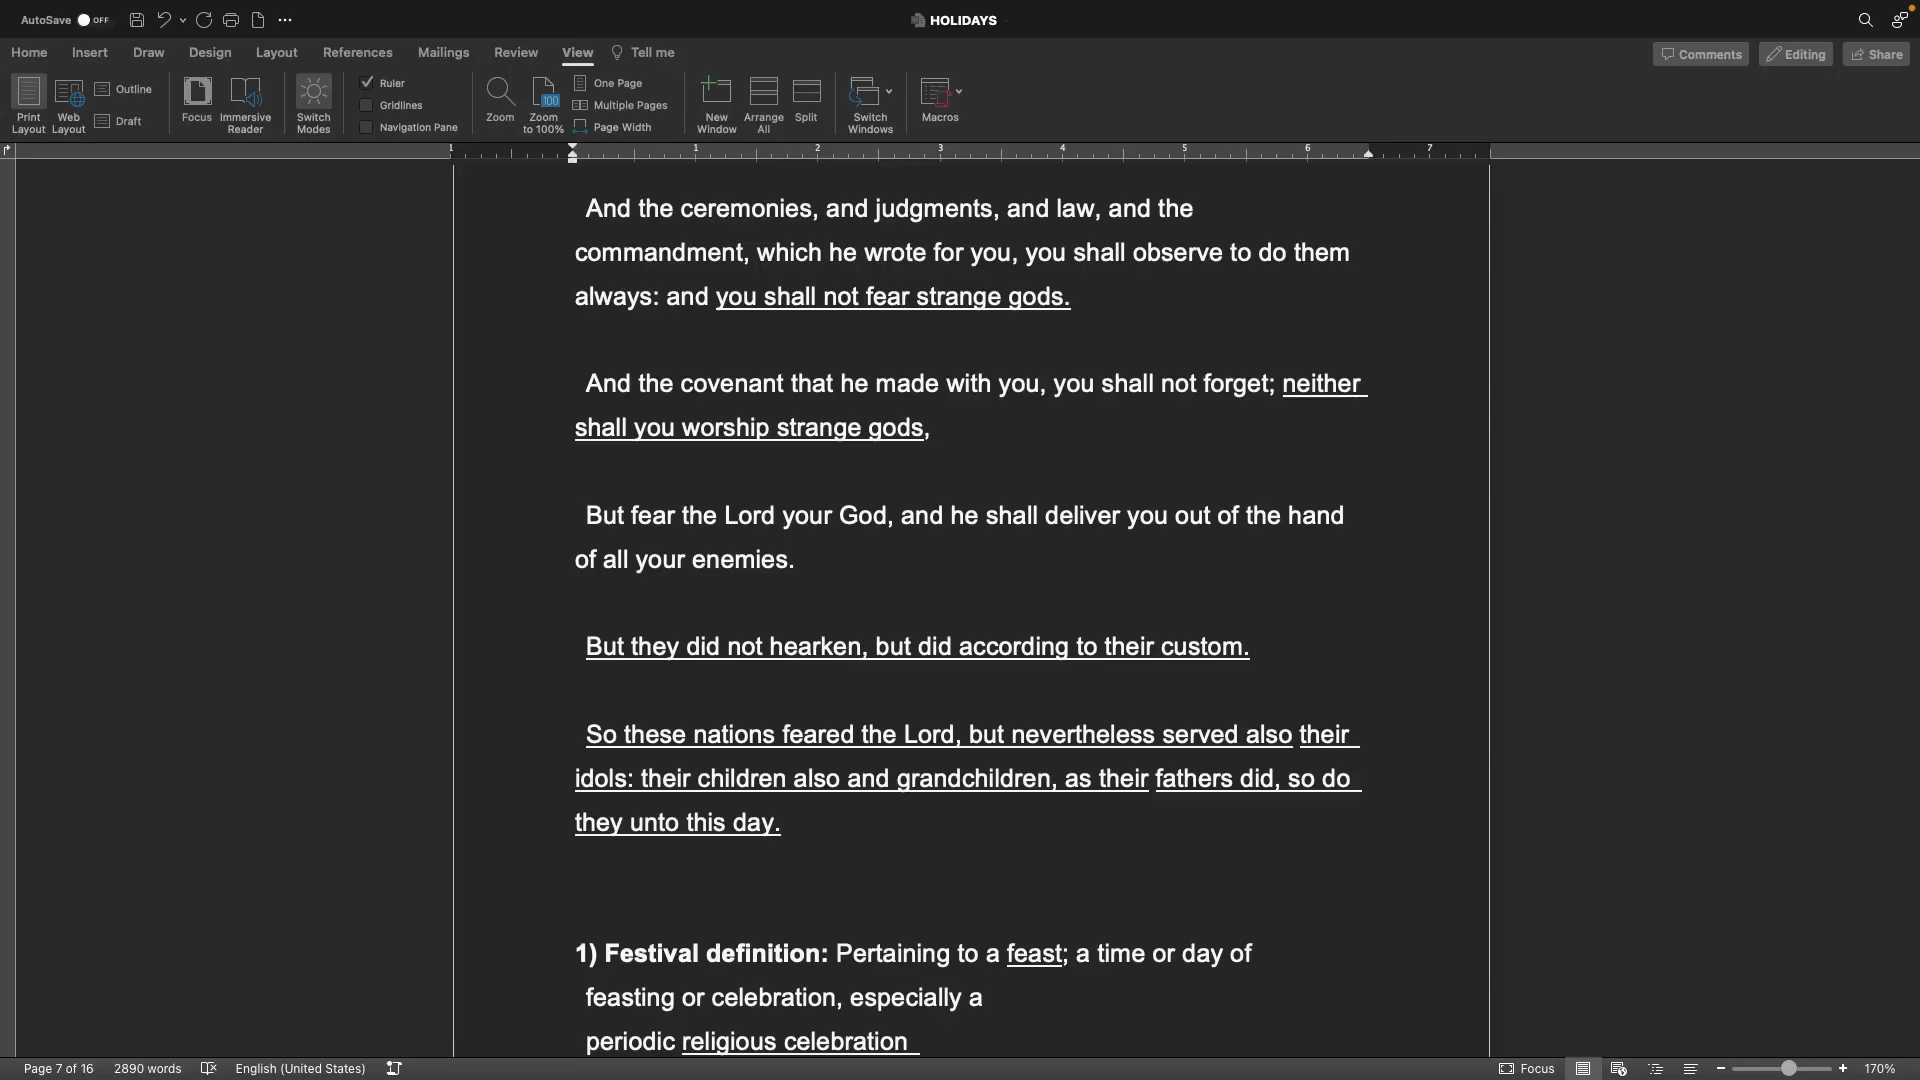 AutoSave OFF
HOLIDAYS
Home Insert Draw Design Layout References Mailings Review View Tell me
Comments Editing Share
Print Layout
Web Layout
Outline
Draft
Focus
Immersive Reader
Switch Modes
Ruler
Gridlines
Navigation Pane
Zoom
100
Zoom to 100%
One Page
Multiple Pages
Page Width
New Window
Arrange All
Split
Switch Windows
Macros
1 1 2 3 4 5 6 7
And the ceremonies, and judgments, and law, and the
commandment, which he wrote for you, you shall observe to do them
always: and you shall not fear strange gods.
And the covenant that he made with you, you shall not forget; neither
shall you worship strange gods,
But fear the Lord your God, and he shall deliver you out of the hand
of all your enemies.
But they did not hearken, but did according to their custom.
So these nations feared the Lord, but nevertheless served also their
idols: their children also and grandchildren, as their fathers did, so do
they unto this day.
1) Festival definition: Pertaining to a feast; a time or day of
feasting or celebration, especially a
periodic religious celebration
Page 7 of 16 2890 words English (United States) Focus 170%